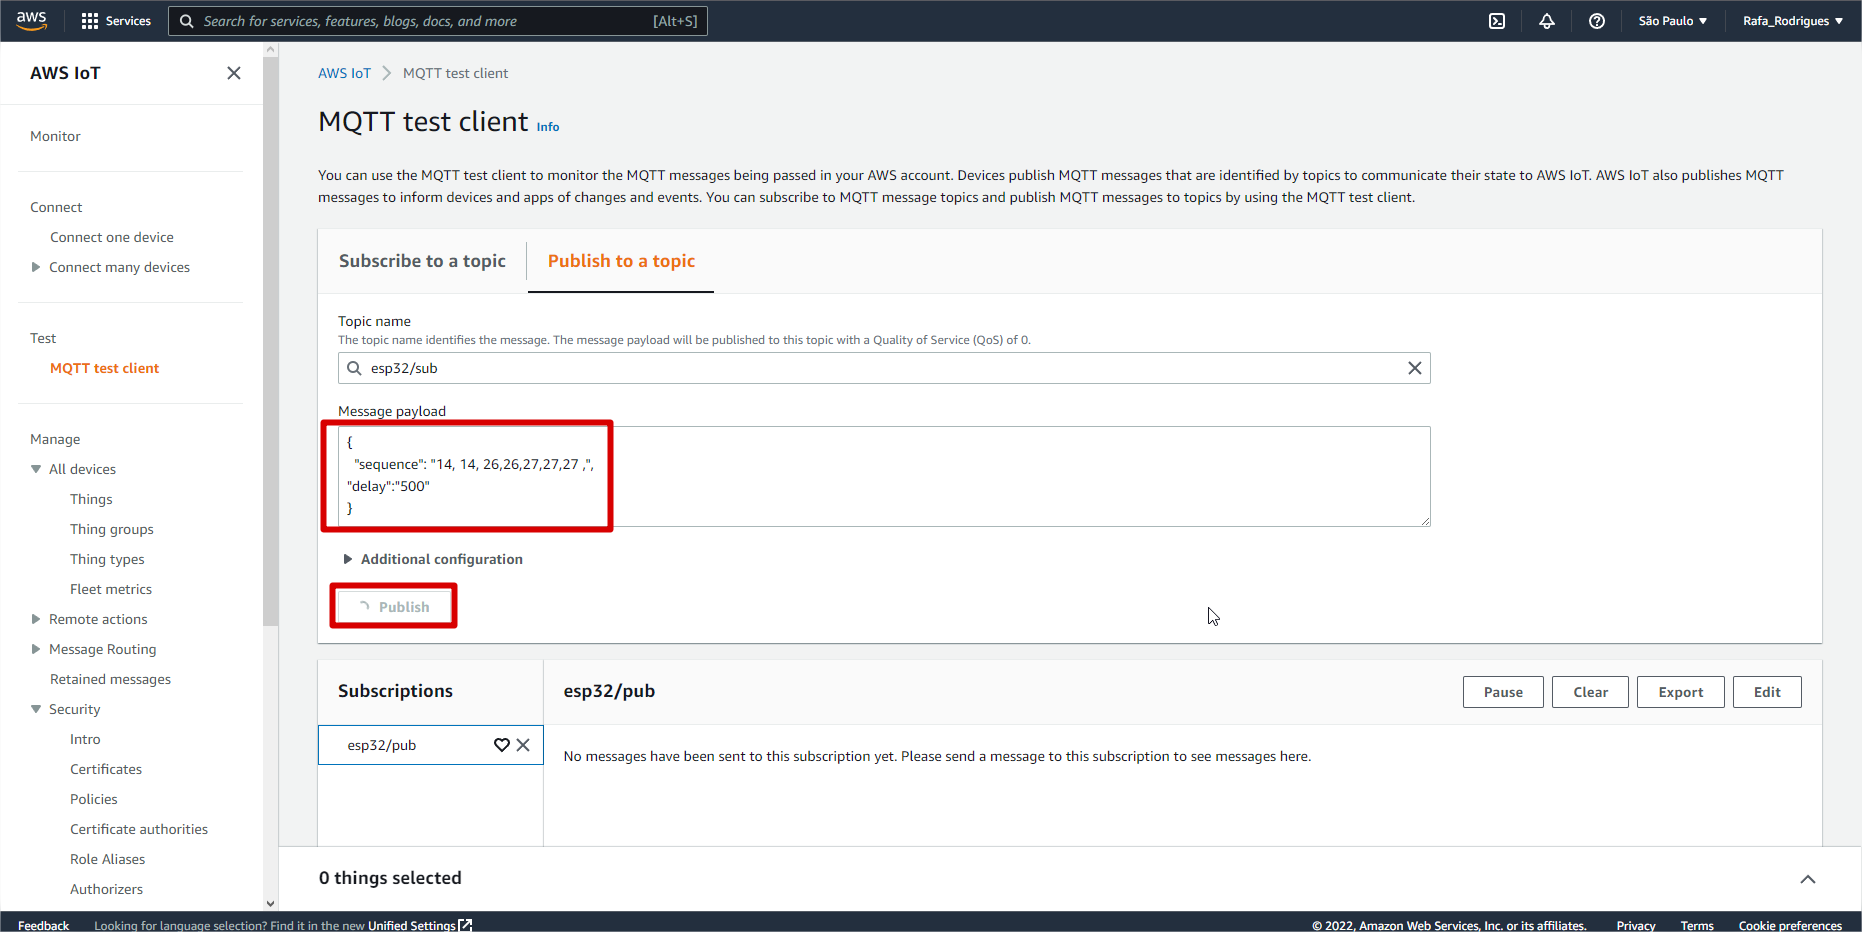 aws
Services
Search for services, features, blogs, docs, and more
[Alt+S]
São Paulo
Rafa_Rodrigues
AWS IoT
Monitor
Connect
Connect one device
Connect many devices
Test
MQTT test client
Manage
All devices
Things
Thing groups
Thing types
Fleet metrics
Remote actions
Message Routing
Retained messages
Security
Intro
Certificates
Policies
Certificate authorities
Role Aliases
Authorizers
AWS IoT
MQTT test client
MQTT test client Info
You can use the MQTT test client to monitor the MQTT messages being passed in your AWS account. Devices publish MQTT messages that are identified by topics to communicate their state to AWS IoT. AWS IoT also publishes MQTT
messages to inform devices and apps of changes and events. You can subscribe to MQTT message topics and publish MQTT messages to topics by using the MQTT test client.
Subscribe to a topic
Publish to a topic
Topic name
The topic name identifies the message. The message payload will be published to this topic with a Quality of Service (QoS) of 0.
esp32/sub
Message payload
{
"sequence": "14, 14, 26,26,27,27,27 ,",
"delay":"500"
}
Additional configuration
Publish
Subscriptions
esp32/pub
esp32/pub
Pause
Clear
Export
Edit
No messages have been sent to this subscription yet. Please send a message to this subscription to see messages here.
0 things selected
Feedback
Looking for language selection? Find it in the new Unified Settings
© 2022, Amazon Web Services, Inc. or its affiliates.
Privacy
Terms
Cookie preferences